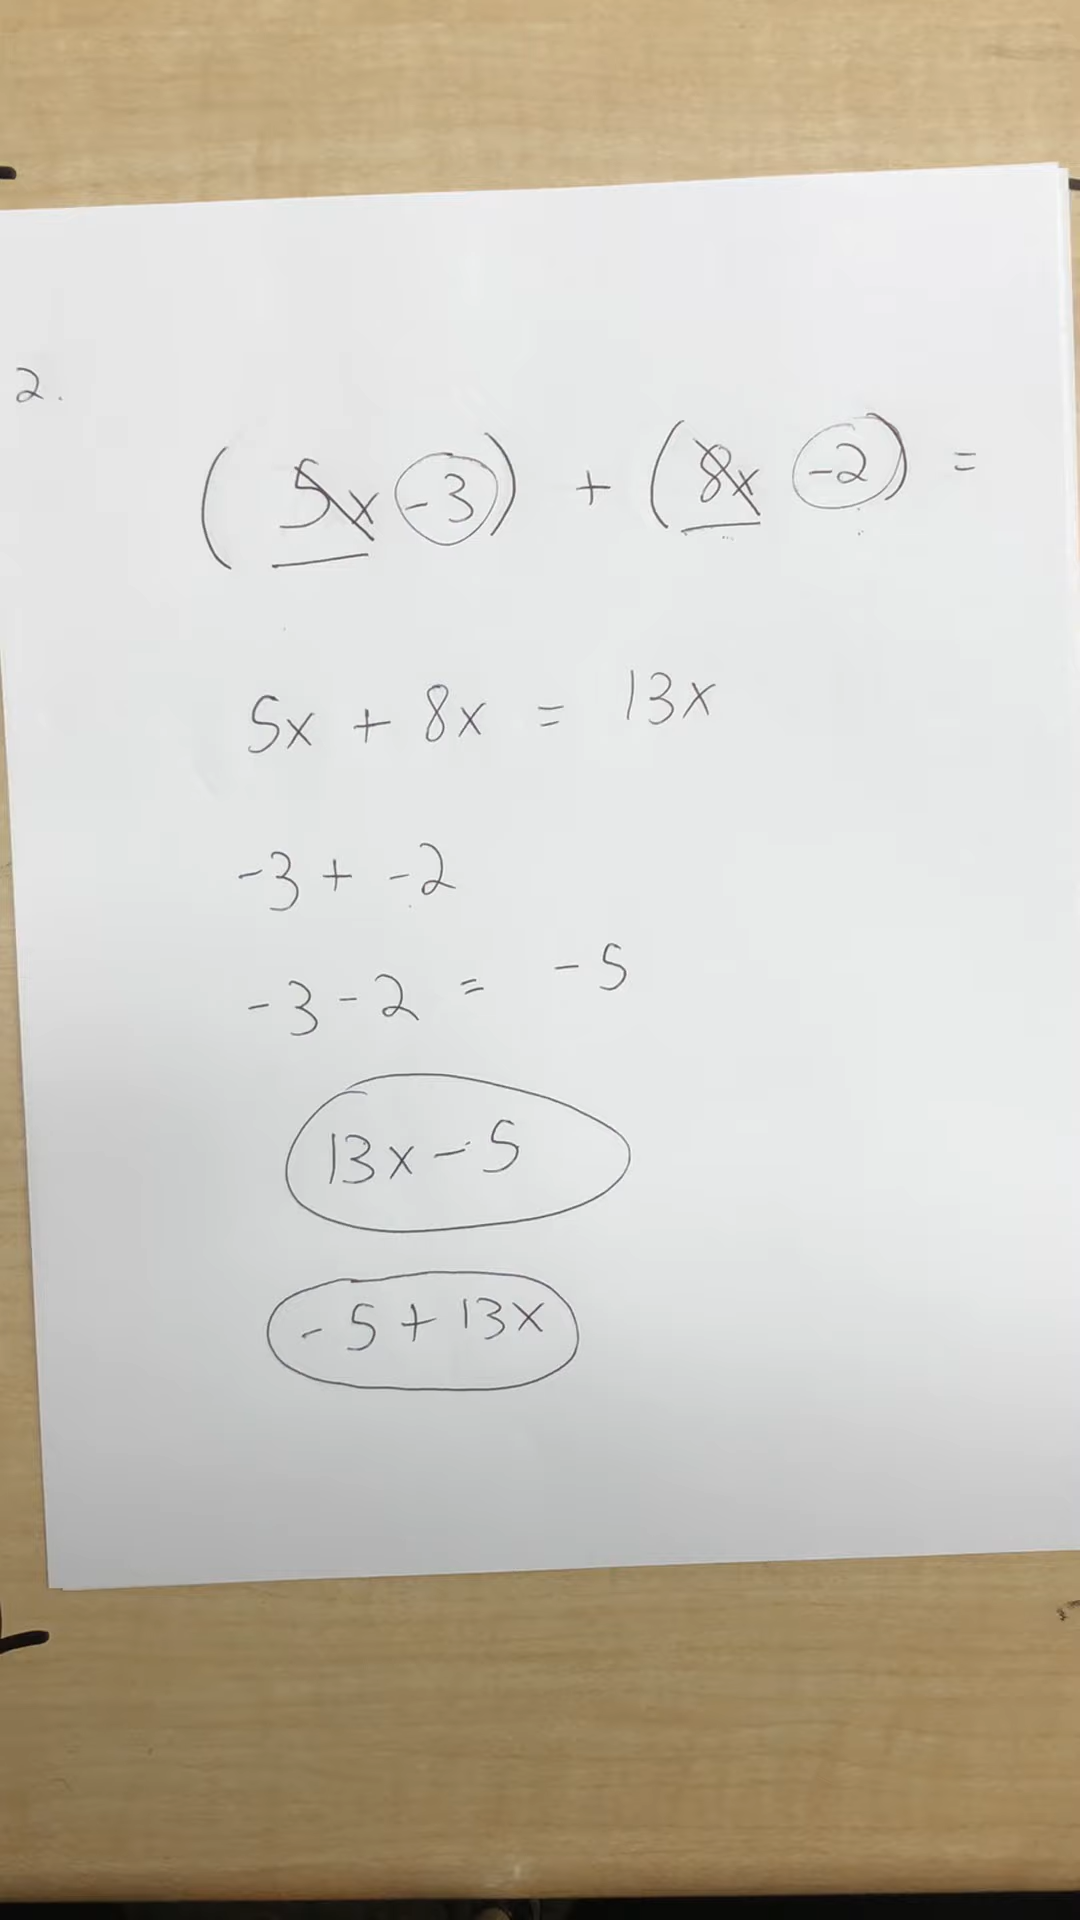 2.
(5x -3) + (8x -2) =
5x + 8x = 13x
-3 + -2
-3 - 2 = -5
13x - 5
-5 + 13x